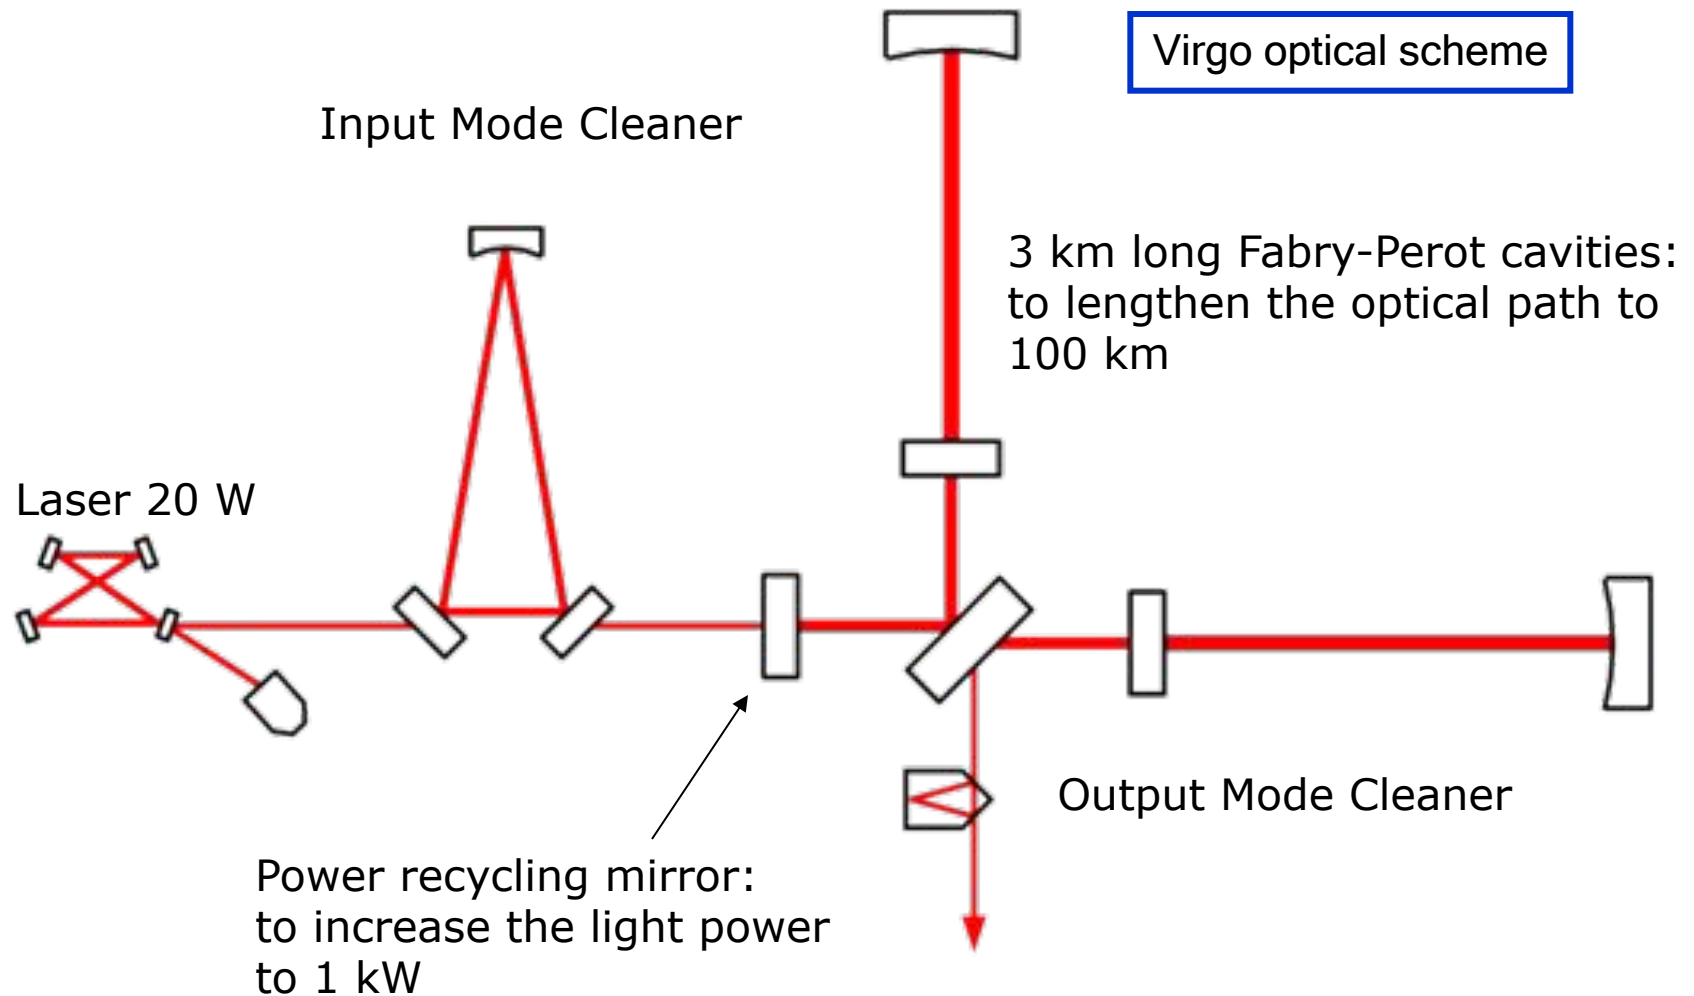 Virgo optical scheme
Input Mode Cleaner
3 km long Fabry-Perot cavities:
to lengthen the optical path to
100 km
Laser 20 W
Output Mode Cleaner
Power recycling mirror:
to increase the light power
to 1 kW